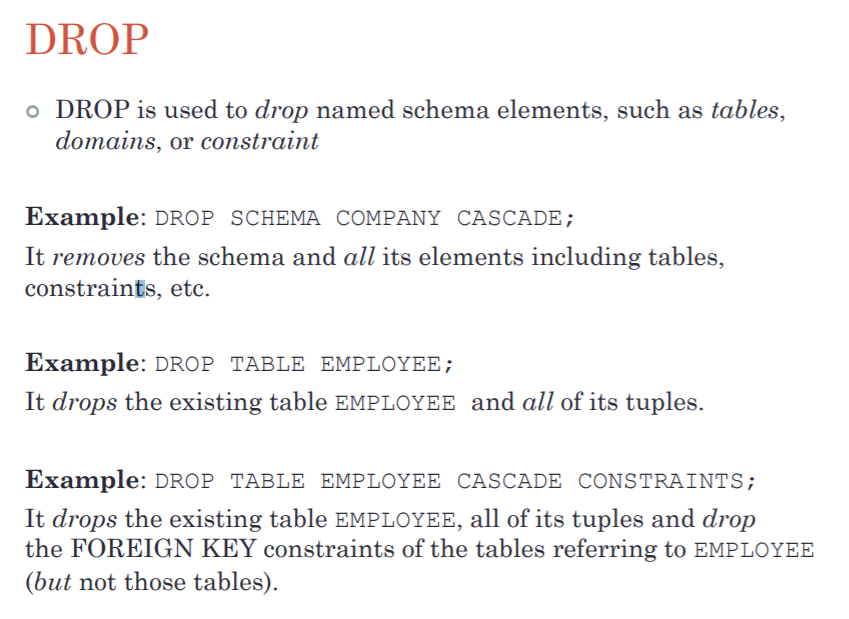 DROP
DROP is used to drop named schema elements, such as tables,
domains, or constraint
Example: DROP SCHEMA COMPANY CASCADE;
It removes the schema and all its elements including tables,
constraints, etc.
Example: DROP TABLE EMPLOYEE;
It drops the existing table EMPLOYEE and all of its tuples.
Example: DROP TABLE EMPLOYEE CASCADE CONSTRAINTS;
It drops the existing table EMPLOYEE, all of its tuples and drop
the FOREIGN KEY constraints of the tables referring to EMPLOYEE
(but not those tables).